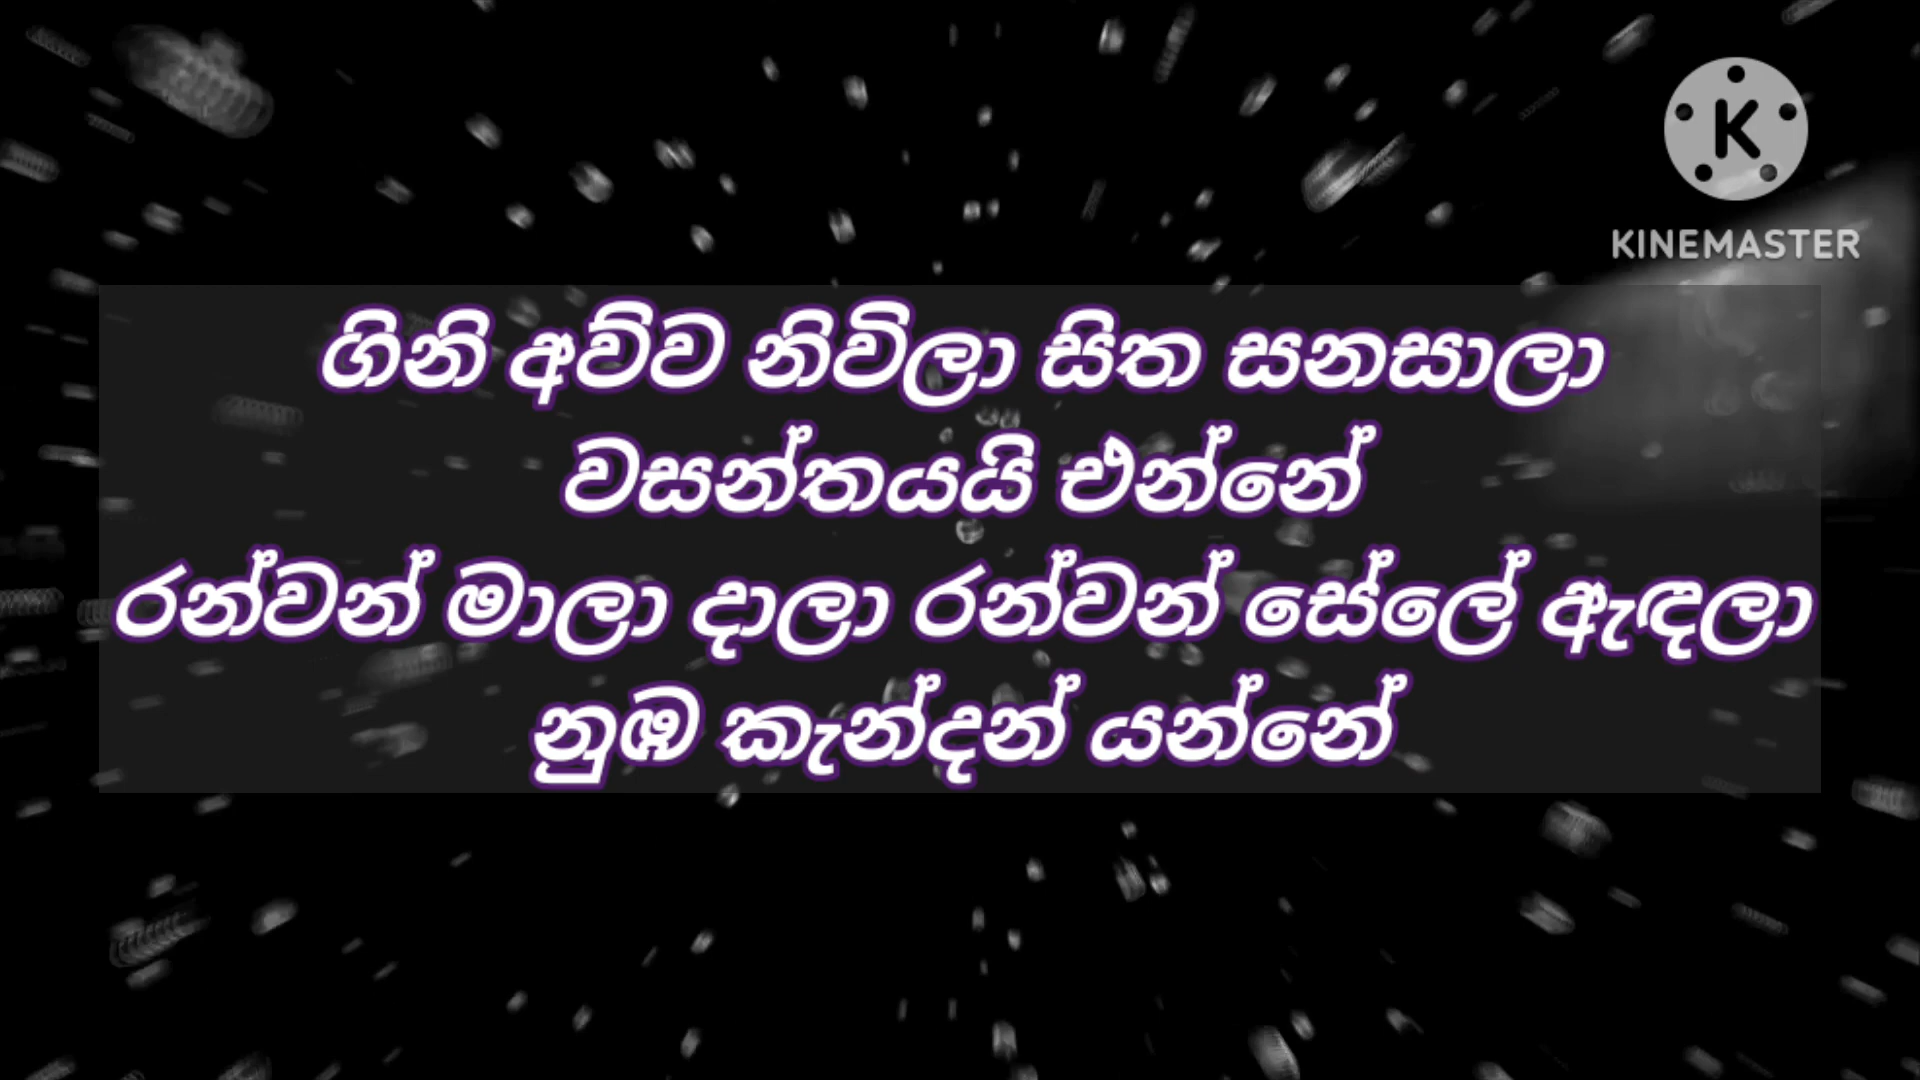 KINEMASTER
ගිනි අව්ව නිවිලා සිත සනසාලා
වසන්තයයි එන්නේ
රන්වන් මාලා දාලා රන්වන් සේලේ ඇඳලා
නුඹ කැන්දන් යන්නේ